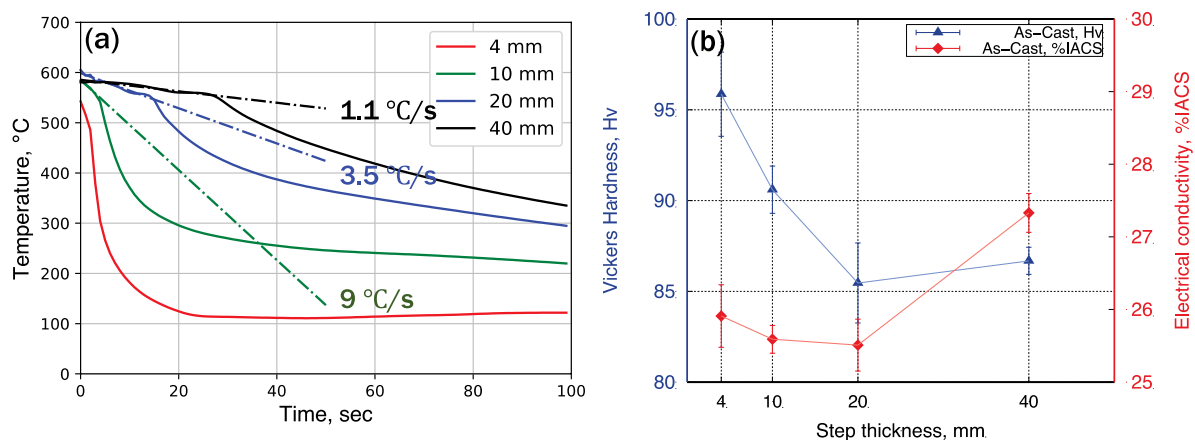 (a)
700
600
500
400
300
200
100
0
Temperature, °C
0 20 40 60 80 100
Time, sec
4 mm
10 mm
20 mm
40 mm
1.1 °C/s
3.5 °C/s
9 °C/s
(b)
100
95
90
85
80
Vickers Hardness, Hv
As-Cast, Hv
As-Cast, %IACS
30
29
28
27
26
25
Electrical conductivity, %IACS
4 10 20 40
Step thickness, mm